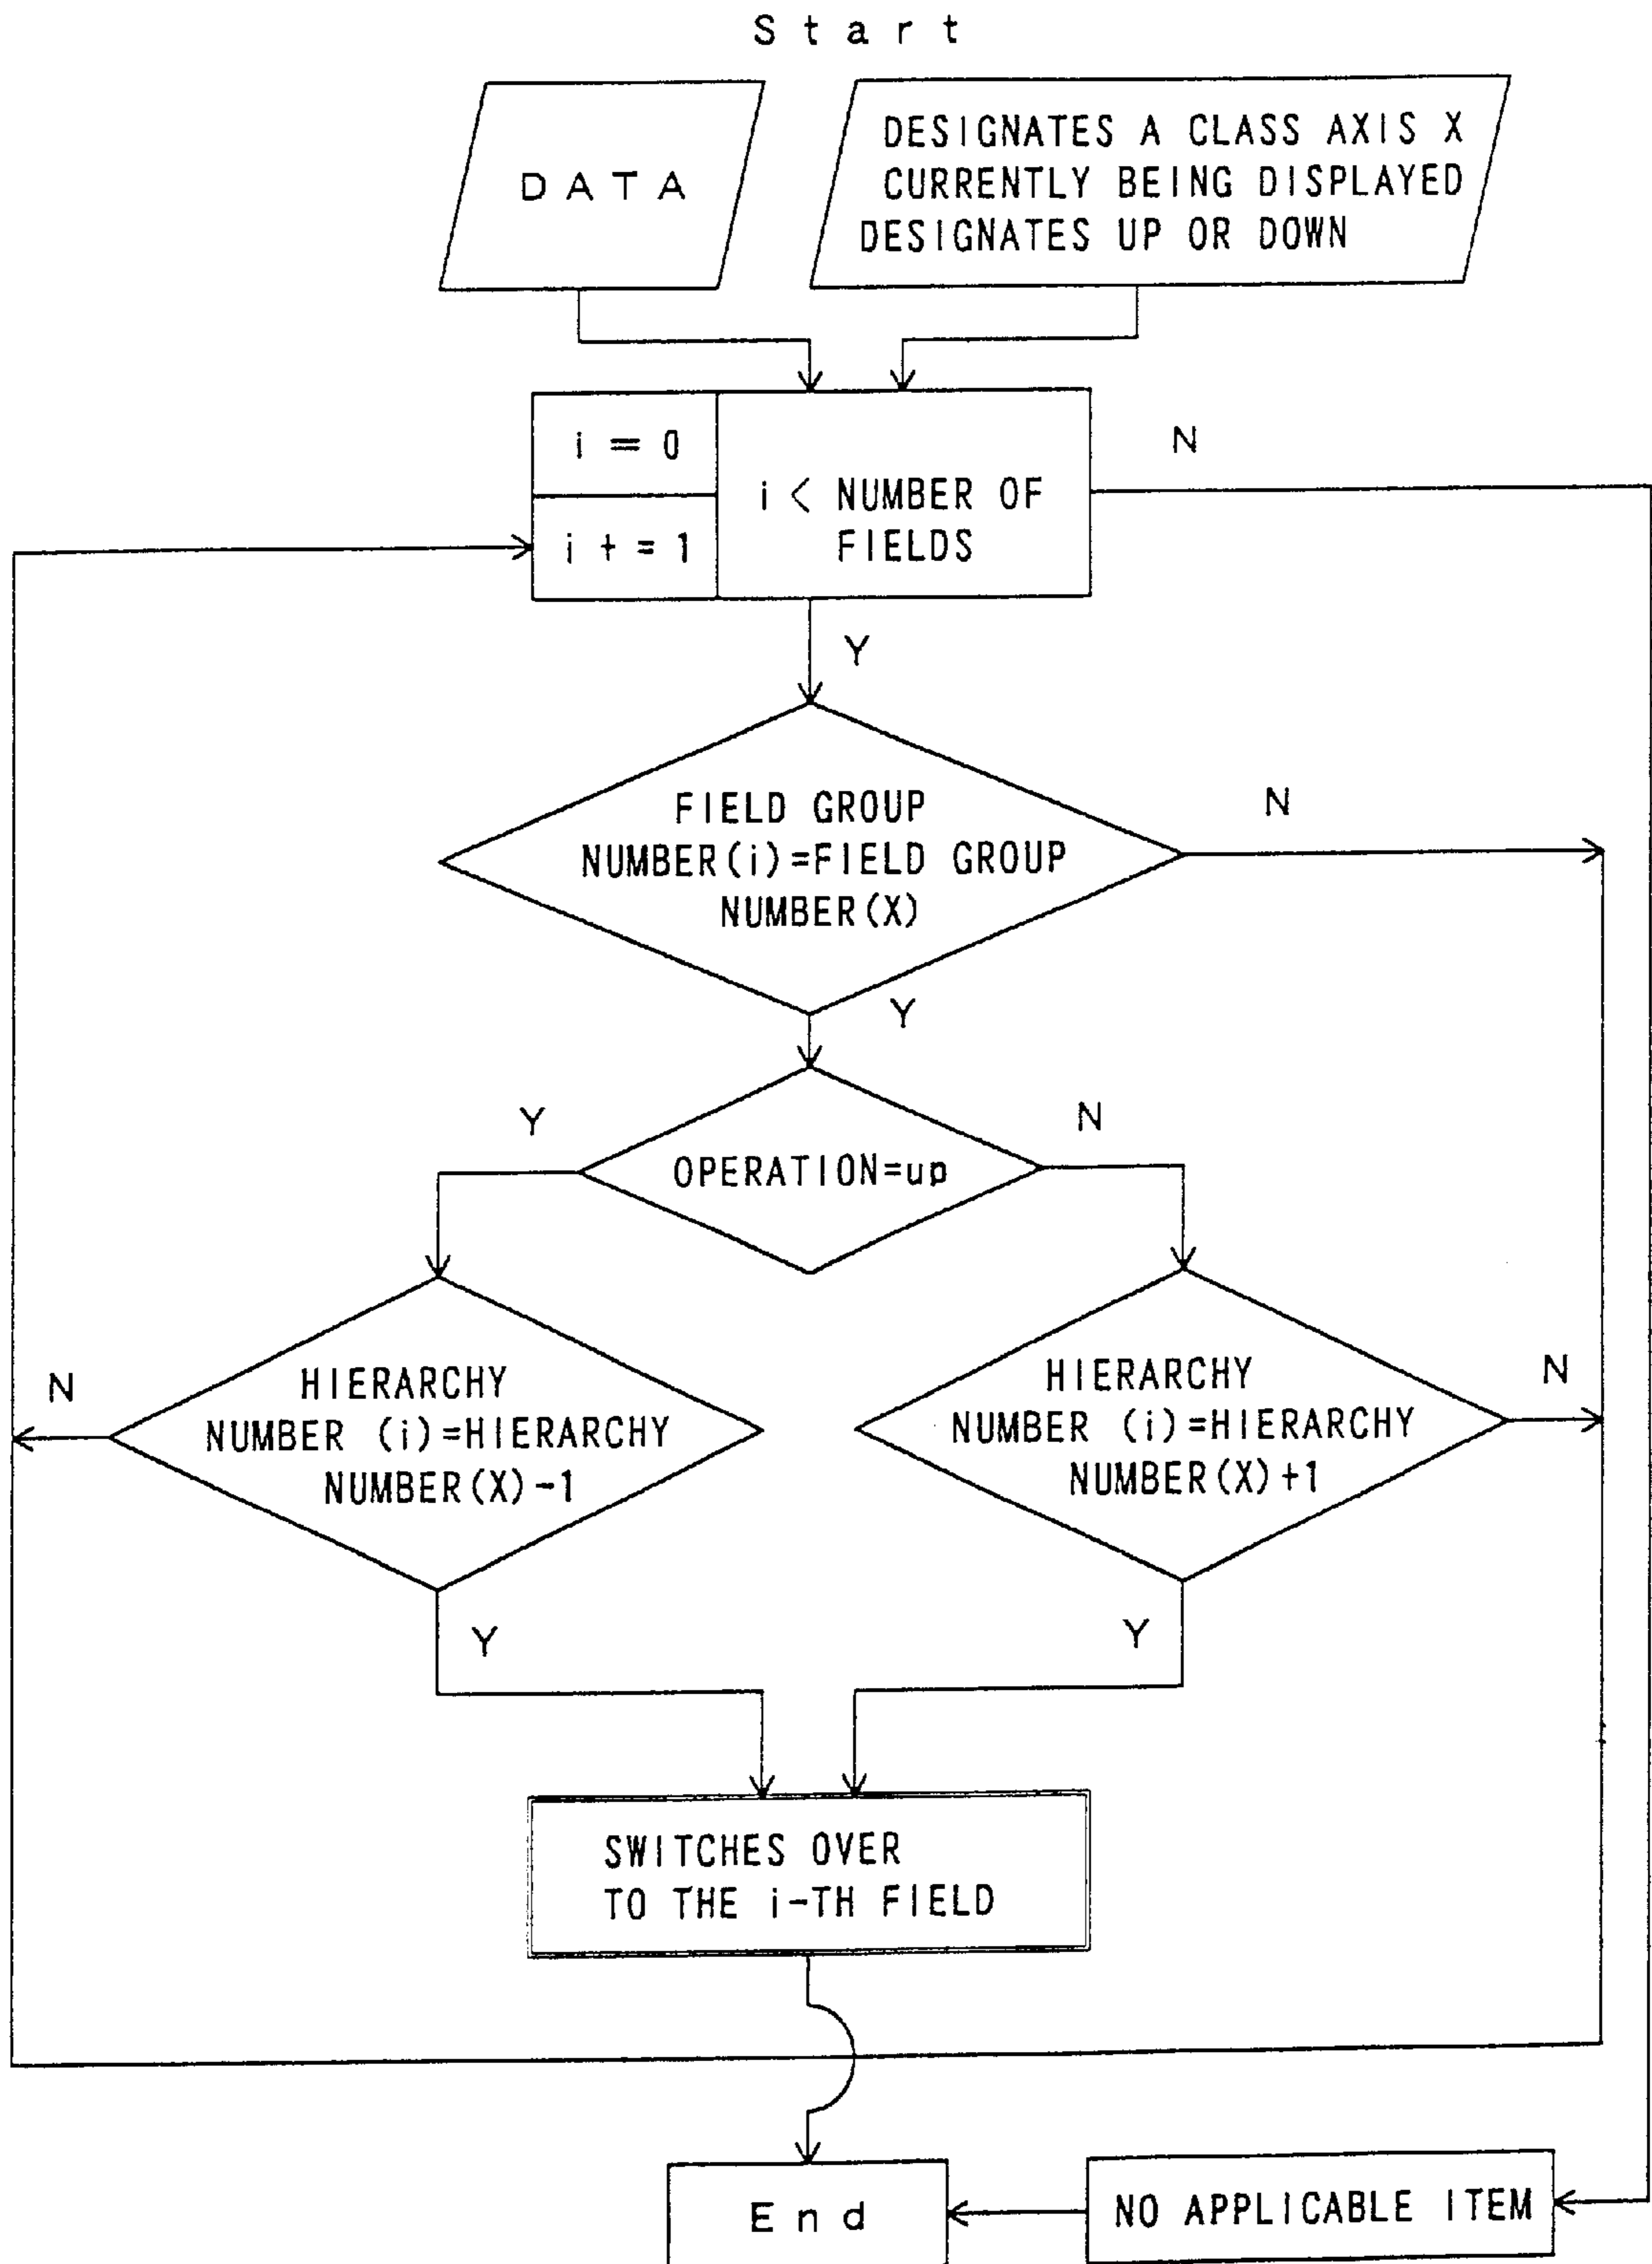 Start
DATA
DESIGNATES A CLASS AXIS X
CURRENTLY BEING DISPLAYED
DESIGNATES UP OR DOWN
i = 0
i += 1
i < NUMBER OF
FIELDS
N
Y
FIELD GROUP
NUMBER(i)=FIELD GROUP
NUMBER(X)
N
Y
OPERATION=up
Y
N
HIERARCHY
NUMBER (i)=HIERARCHY
NUMBER(X)-1
N
Y
HIERARCHY
NUMBER (i)=HIERARCHY
NUMBER(X)+1
N
Y
SWITCHES OVER
TO THE i-TH FIELD
End
NO APPLICABLE ITEM